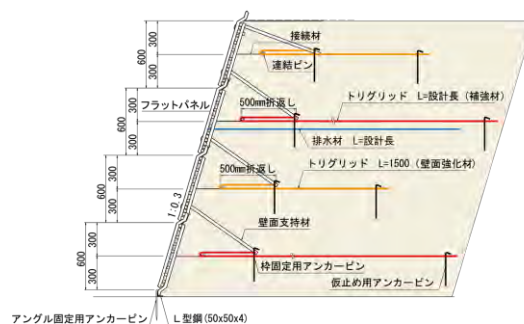 接続材
300
600
300
連結ピン
フラットパネル
500mm折返し
トリグリッド L=設計長（補強材）
300
600
300
排水材 L=設計長
500mm折返し
トリグリッド L=1500（壁面強化材）
300
600
300
1:0.3
壁面支持材
300
600
300
枠固定用アンカーピン
仮止め用アンカーピン
アングル固定用アンカーピン
L型鋼(50x50x4)